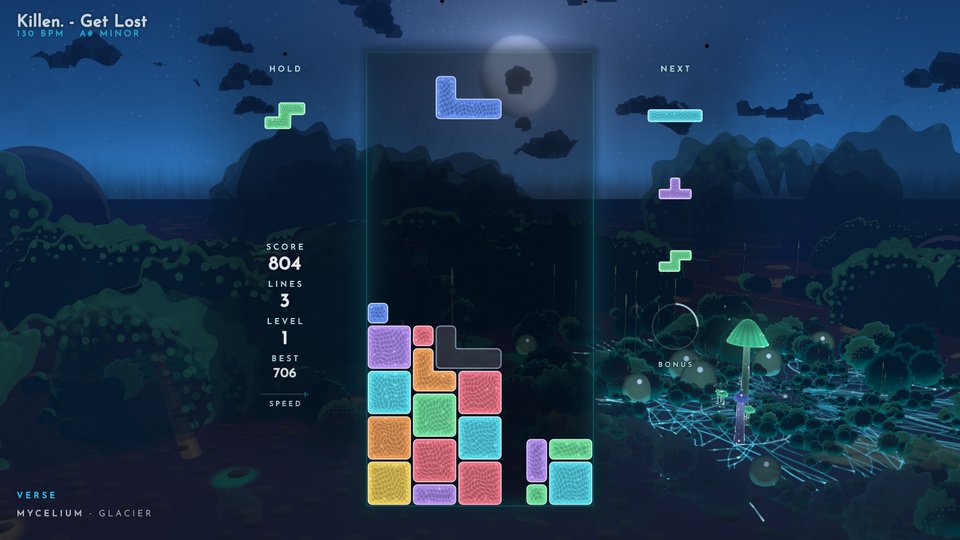 Killen. - Get Lost
130 BPM A# MINOR
HOLD
NEXT
SCORE
804
LINES
3
LEVEL
1
BEST
706
SPEED
BONUS
VERSE
MYCELIUM · GLACIER